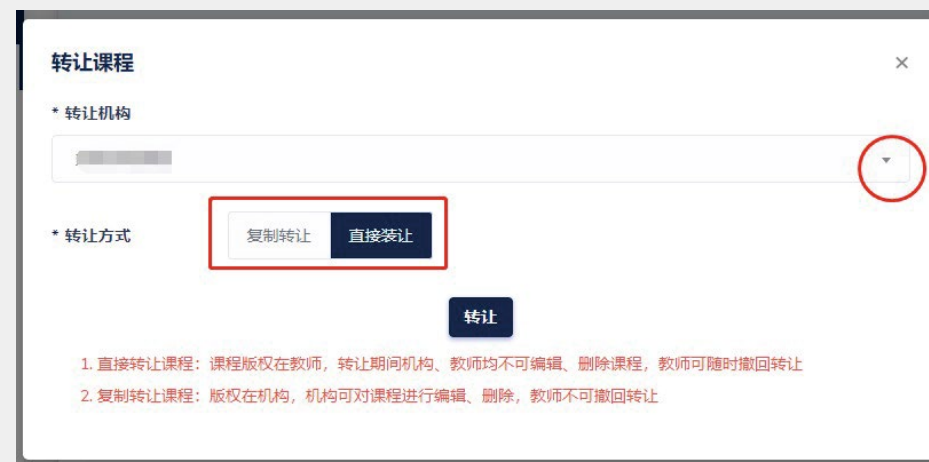 转让课程
* 转让机构
* 转让方式
复制转让
直接装让
转让
1. 直接转让课程：课程版权在教师，转让期间机构、教师均不可编辑、删除课程，教师可随时撤回转让
2. 复制转让课程：版权在机构，机构可对课程进行编辑、删除，教师不可撤回转让